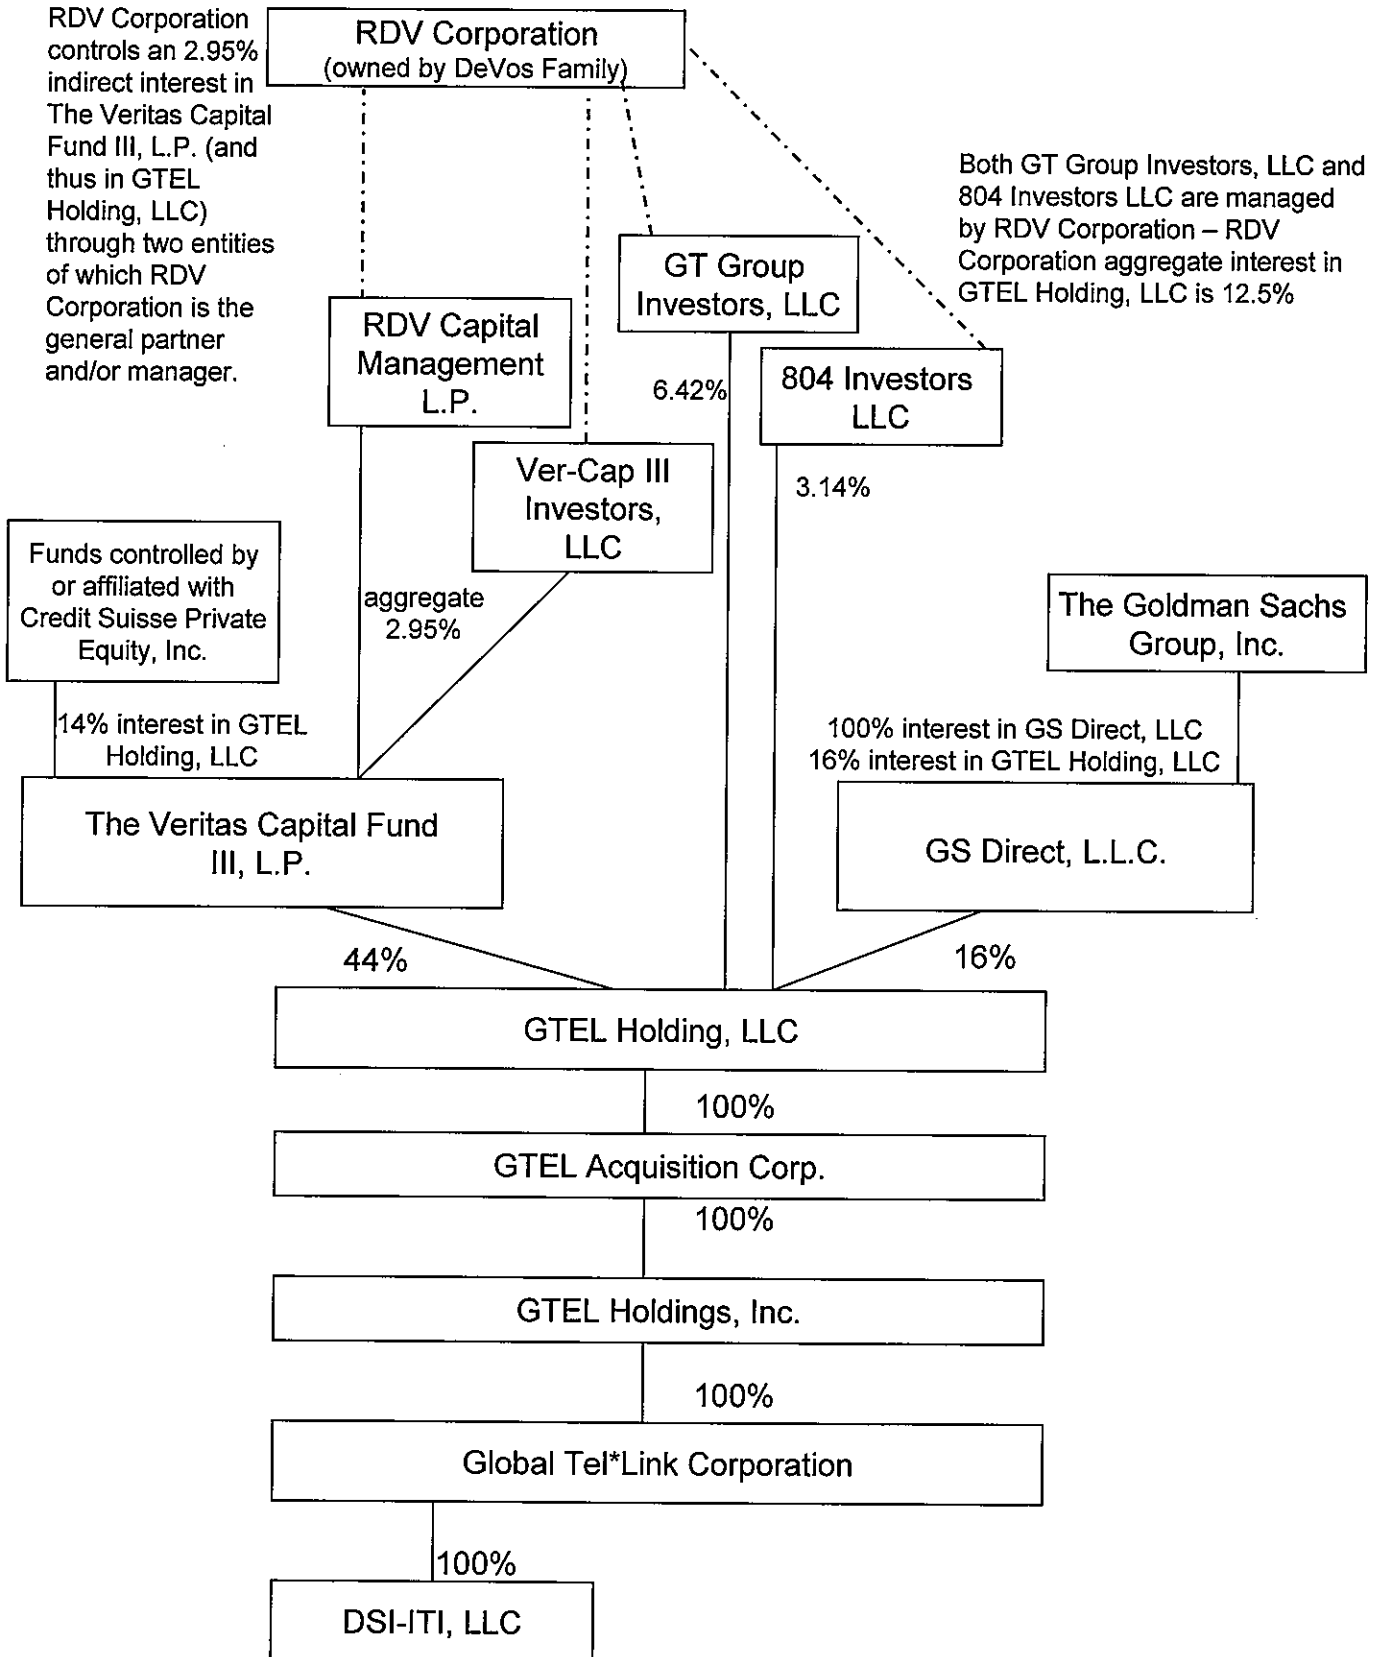 RDV Corporation
controls an 2.95%
indirect interest in
The Veritas Capital
Fund III, L.P. (and
thus in GTEL
Holding, LLC)
through two entities
of which RDV
Corporation is the
general partner
and/or manager.
RDV Corporation
(owned by DeVos Family)
Both GT Group Investors, LLC and
804 Investors LLC are managed
by RDV Corporation – RDV
Corporation aggregate interest in
GTEL Holding, LLC is 12.5%
GT Group
Investors, LLC
RDV Capital
Management
L.P.
6.42%
804 Investors
LLC
Ver-Cap III
Investors,
LLC
3.14%
Funds controlled by
or affiliated with
Credit Suisse Private
Equity, Inc.
aggregate
2.95%
The Goldman Sachs
Group, Inc.
14% interest in GTEL
Holding, LLC
100% interest in GS Direct, LLC
16% interest in GTEL Holding, LLC
The Veritas Capital Fund
III, L.P.
GS Direct, L.L.C.
44%
16%
GTEL Holding, LLC
100%
GTEL Acquisition Corp.
100%
GTEL Holdings, Inc.
100%
Global Tel*Link Corporation
100%
DSI-ITI, LLC